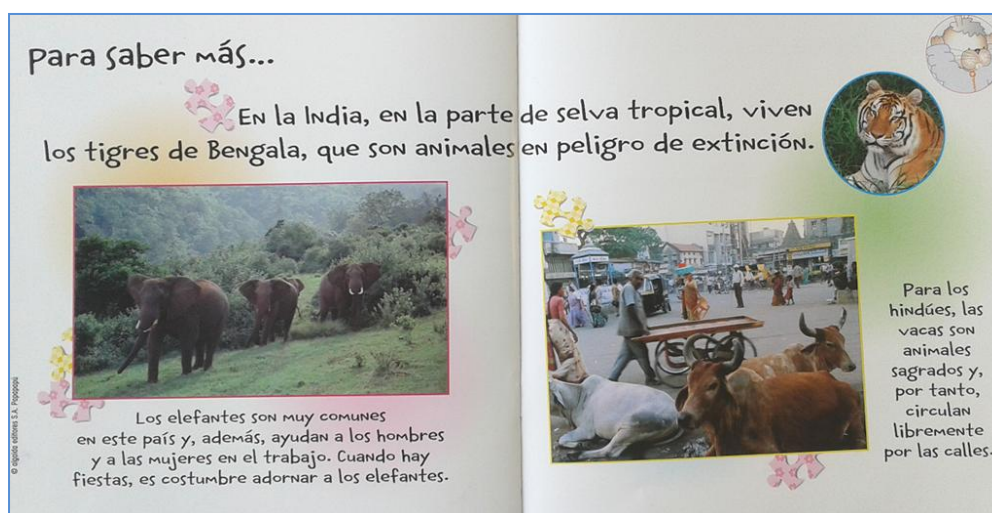 Para saber más...
En la India, en la parte de selva tropical, viven
los tigres de Bengala, que son animales en peligro de extinción.
Los elefantes son muy comunes
en este país y, además, ayudan a los hombres
y a las mujeres en el trabajo. Cuando hay
fiestas, es costumbre adornar a los elefantes.
© algaida editores S.A. Papapapú
Para los
hindúes, las
vacas son
animales
sagrados y,
por tanto,
circulan
libremente
por las calles.